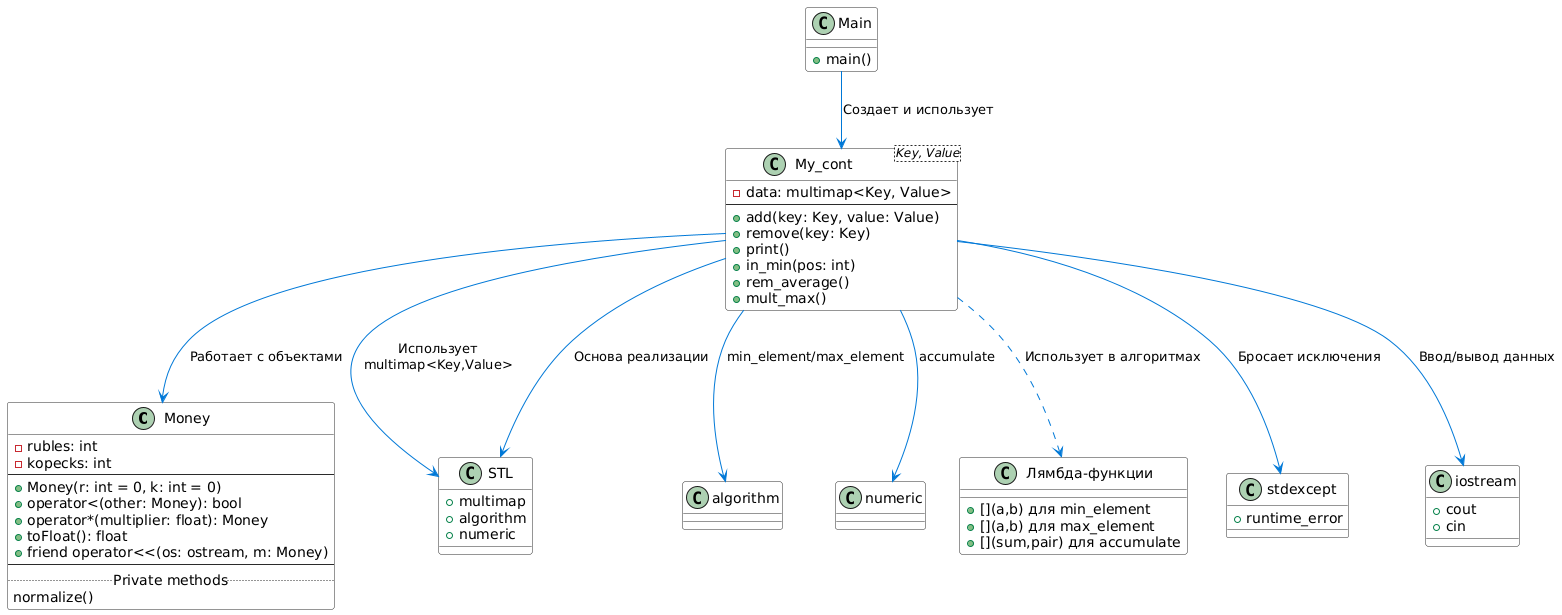 C Main
main()
Создает и использует
C My_cont
Key, Value
data: multimap<Key, Value>
add(key: Key, value: Value)
remove(key: Key)
print()
in_min(pos: int)
rem_average()
mult_max()
Работает с объектами
Использует
multimap<Key,Value>
Основа реализации
min_element/max_element
accumulate
Использует в алгоритмах
Бросает исключения
Ввод/вывод данных
C Money
rubles: int
kopecks: int
Money(r: int = 0, k: int = 0)
operator<(other: Money): bool
operator*(multiplier: float): Money
toFloat(): float
friend operator<<(os: ostream, m: Money)
Private methods
normalize()
C STL
multimap
algorithm
numeric
C algorithm
C numeric
C Лямбда-функции
[](a,b) для min_element
[](a,b) для max_element
[](sum,pair) для accumulate
C stdexcept
runtime_error
C iostream
cout
cin